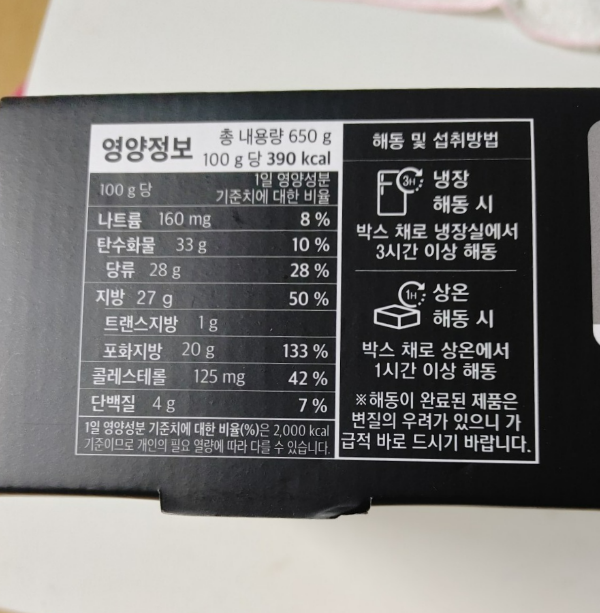 영양정보
총 내용량 650 g
100 g 당 390 kcal
100 g 당
1일 영양성분
기준치에 대한 비율
나트륨 160 mg 8 %
탄수화물 33 g 10 %
당류 28 g 28 %
지방 27 g 50 %
트랜스지방 1 g
포화지방 20 g 133 %
콜레스테롤 125 mg 42 %
단백질 4 g 7 %
1일 영양성분 기준치에 대한 비율(%)은 2,000 kcal
기준이므로 개인의 필요 열량에 따라 다를 수 있습니다.
해동 및 섭취방법
3H
냉장
해동 시
박스 채로 냉장실에서
3시간 이상 해동
1H
상온
해동 시
박스 채로 상온에서
1시간 이상 해동
※해동이 완료된 제품은
변질의 우려가 있으니 가
급적 바로 드시기 바랍니다.